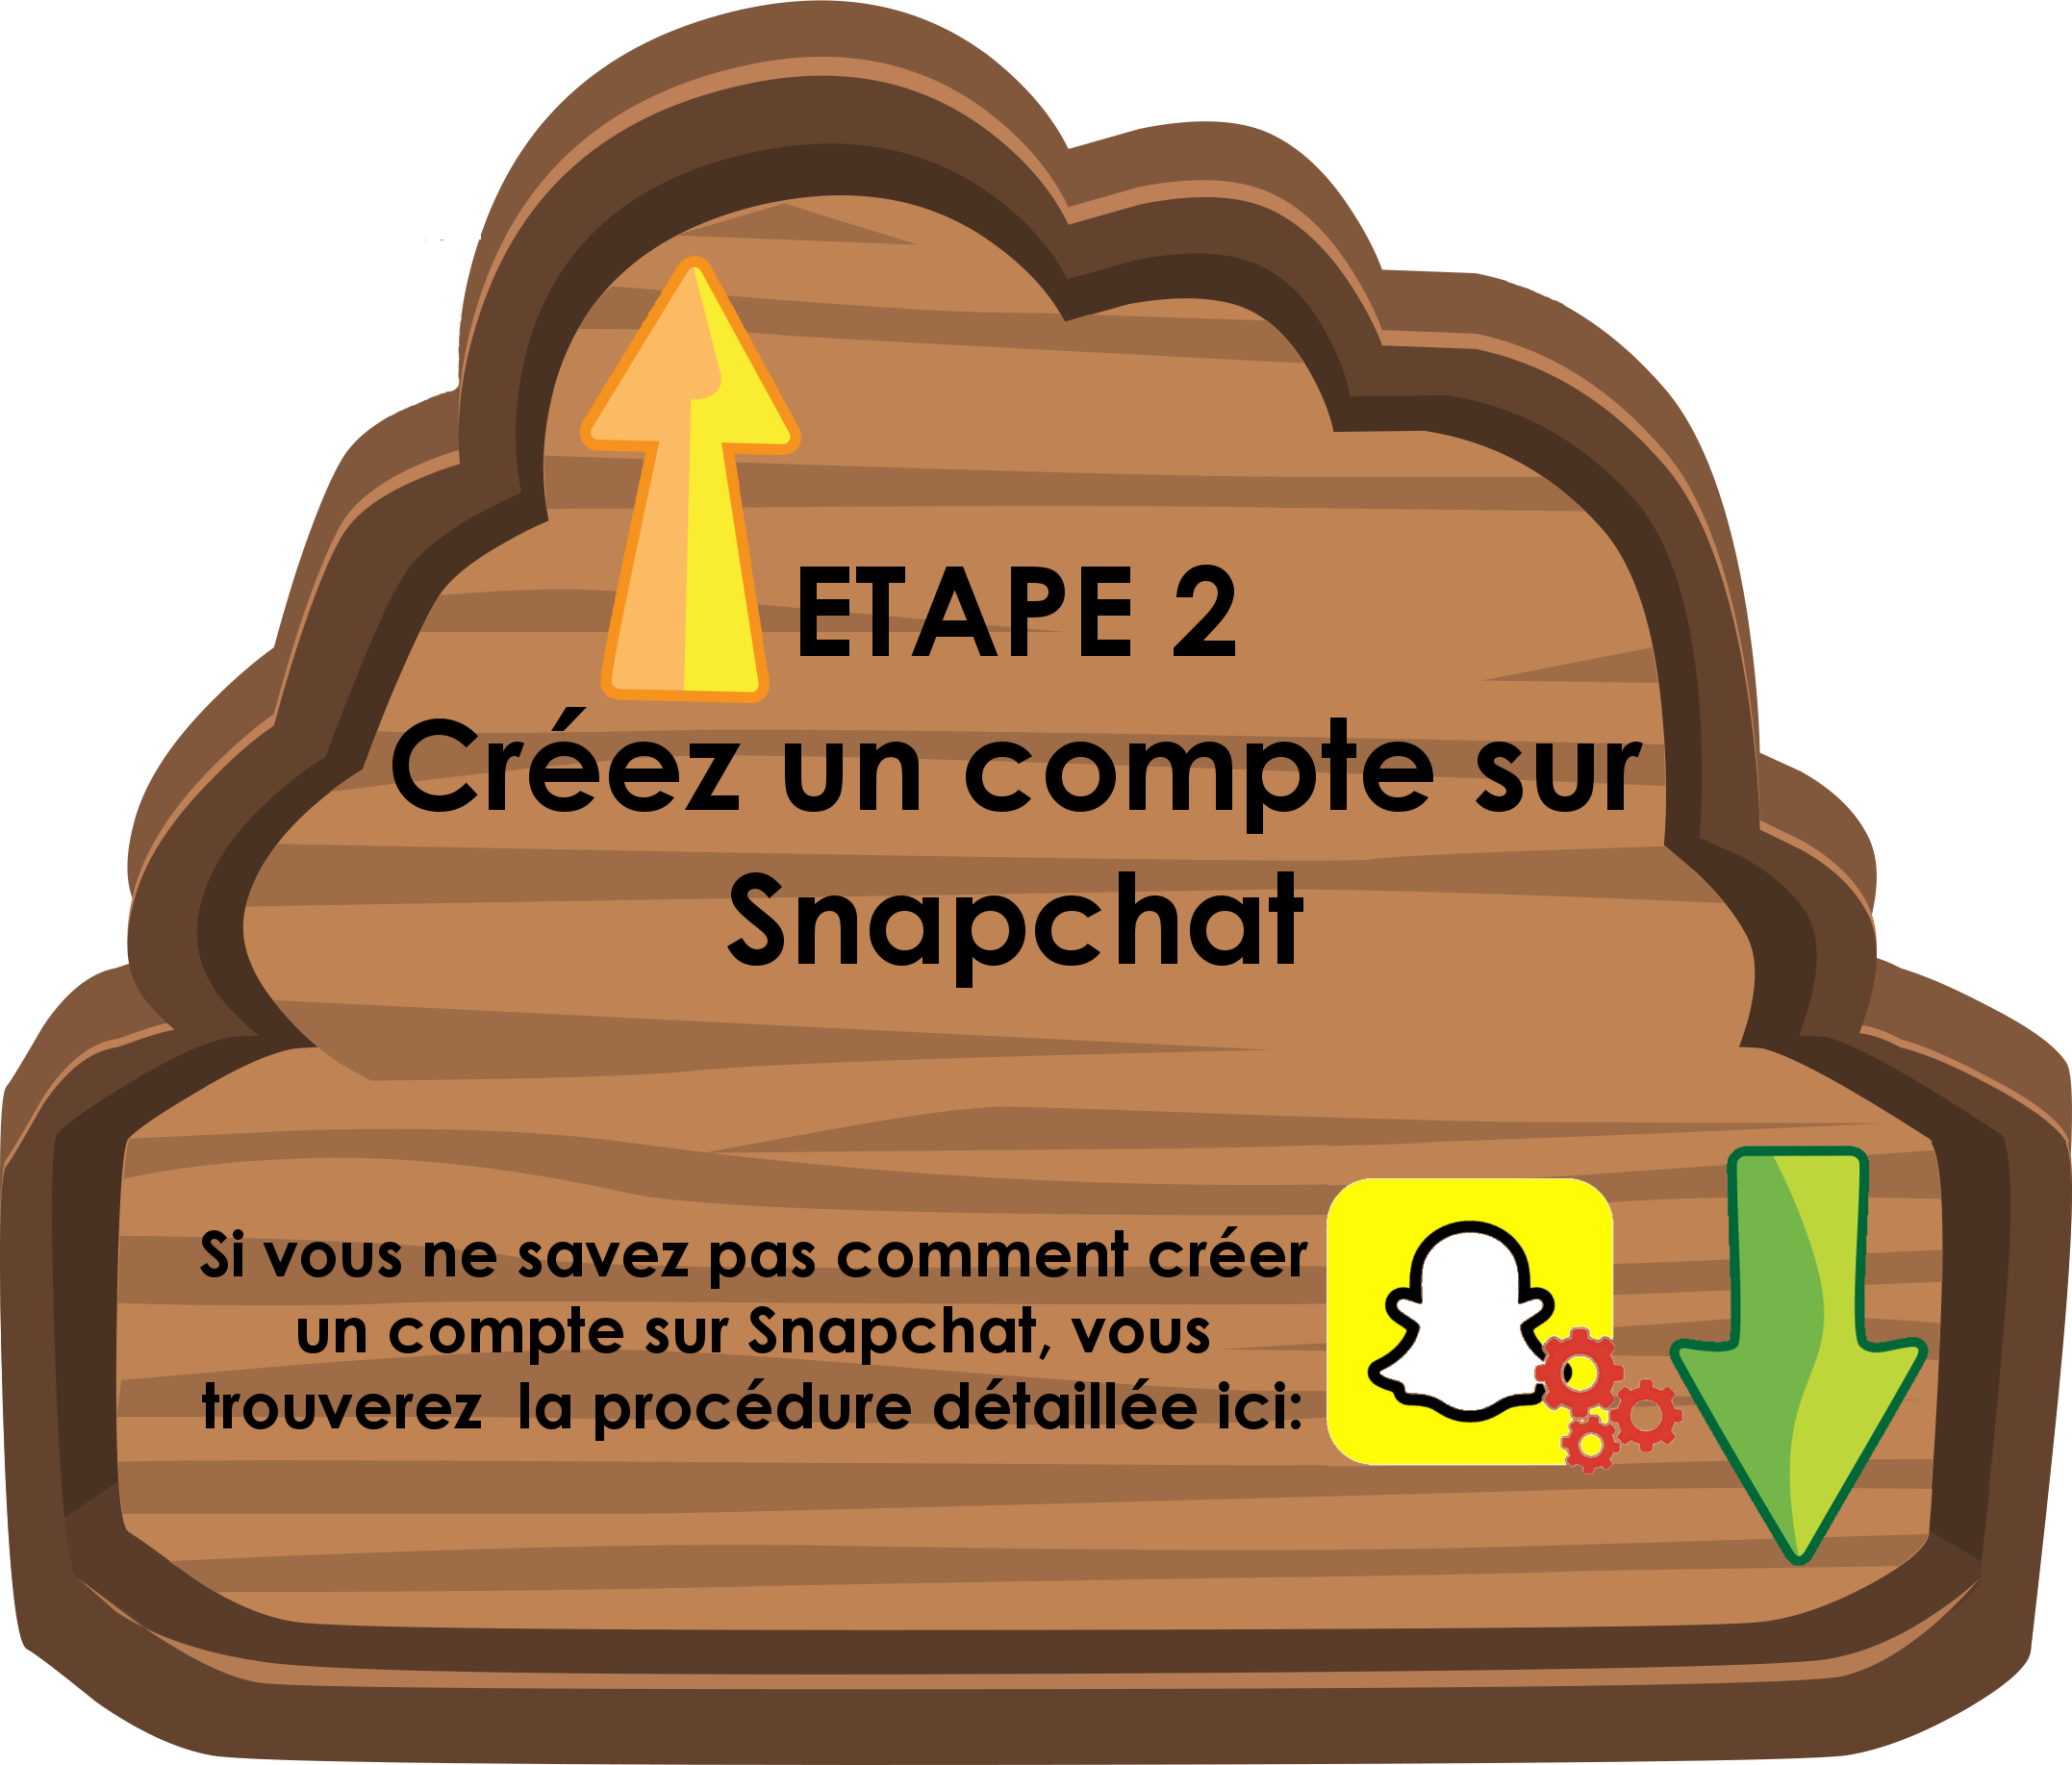 ETAPE 2
Créez un compte sur
Snapchat
Si vous ne savez pas comment créer
un compte sur Snapchat, vous
trouverez la procédure détaillée ici: